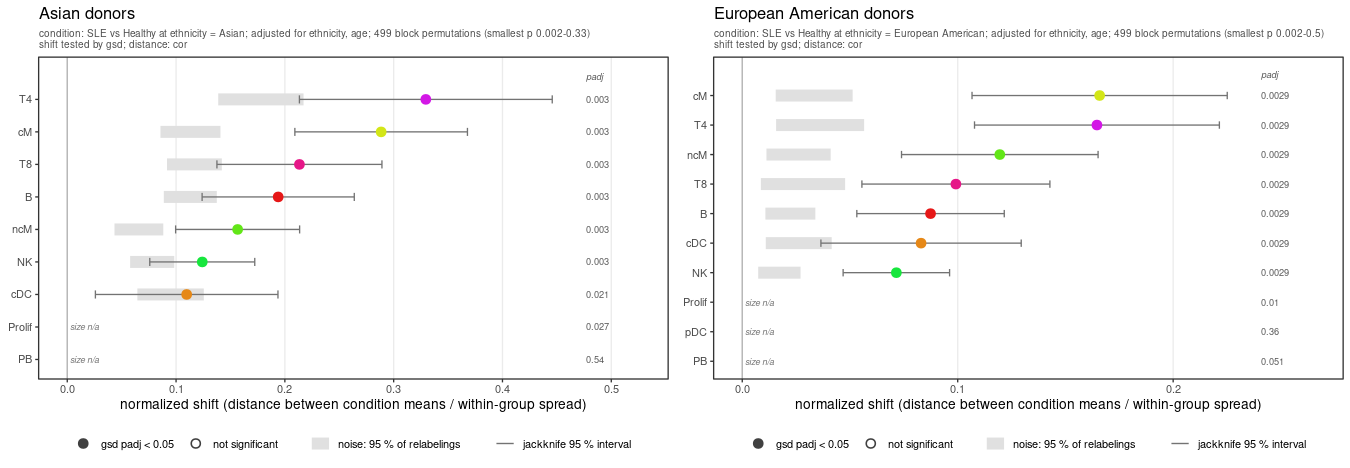 Asian donors
condition: SLE vs Healthy at ethnicity = Asian; adjusted for ethnicity, age; 499 block permutations (smallest p 0.002-0.33)
shift tested by gsd; distance: cor
padj
T4 0.003
cM 0.003
T8 0.003
B 0.003
ncM 0.003
NK 0.003
cDC 0.021
Prolif size n/a 0.027
PB size n/a 0.54
0.0 0.1 0.2 0.3 0.4 0.5
normalized shift (distance between condition means / within-group spread)
gsd padj < 0.05 not significant noise: 95 % of relabelings jackknife 95 % interval
European American donors
condition: SLE vs Healthy at ethnicity = European American; adjusted for ethnicity, age; 499 block permutations (smallest p 0.002-0.5)
shift tested by gsd; distance: cor
padj
cM 0.0029
T4 0.0029
ncM 0.0029
T8 0.0029
B 0.0029
cDC 0.0029
NK 0.0029
Prolif size n/a 0.01
pDC size n/a 0.36
PB size n/a 0.051
0.0 0.1 0.2
normalized shift (distance between condition means / within-group spread)
gsd padj < 0.05 not significant noise: 95 % of relabelings jackknife 95 % interval